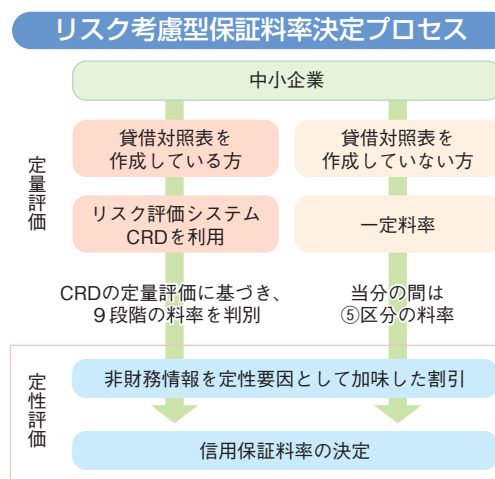 リスク考慮型保証料率決定プロセス
中小企業
定量評価
貸借対照表を
作成している方
貸借対照表を
作成していない方
リスク評価システム
CRDを利用
一定料率
CRDの定量評価に基づき、
９段階の料率を判別
当分の間は
⑤区分の料率
定性評価
非財務情報を定性要因として加味した割引
信用保証料率の決定